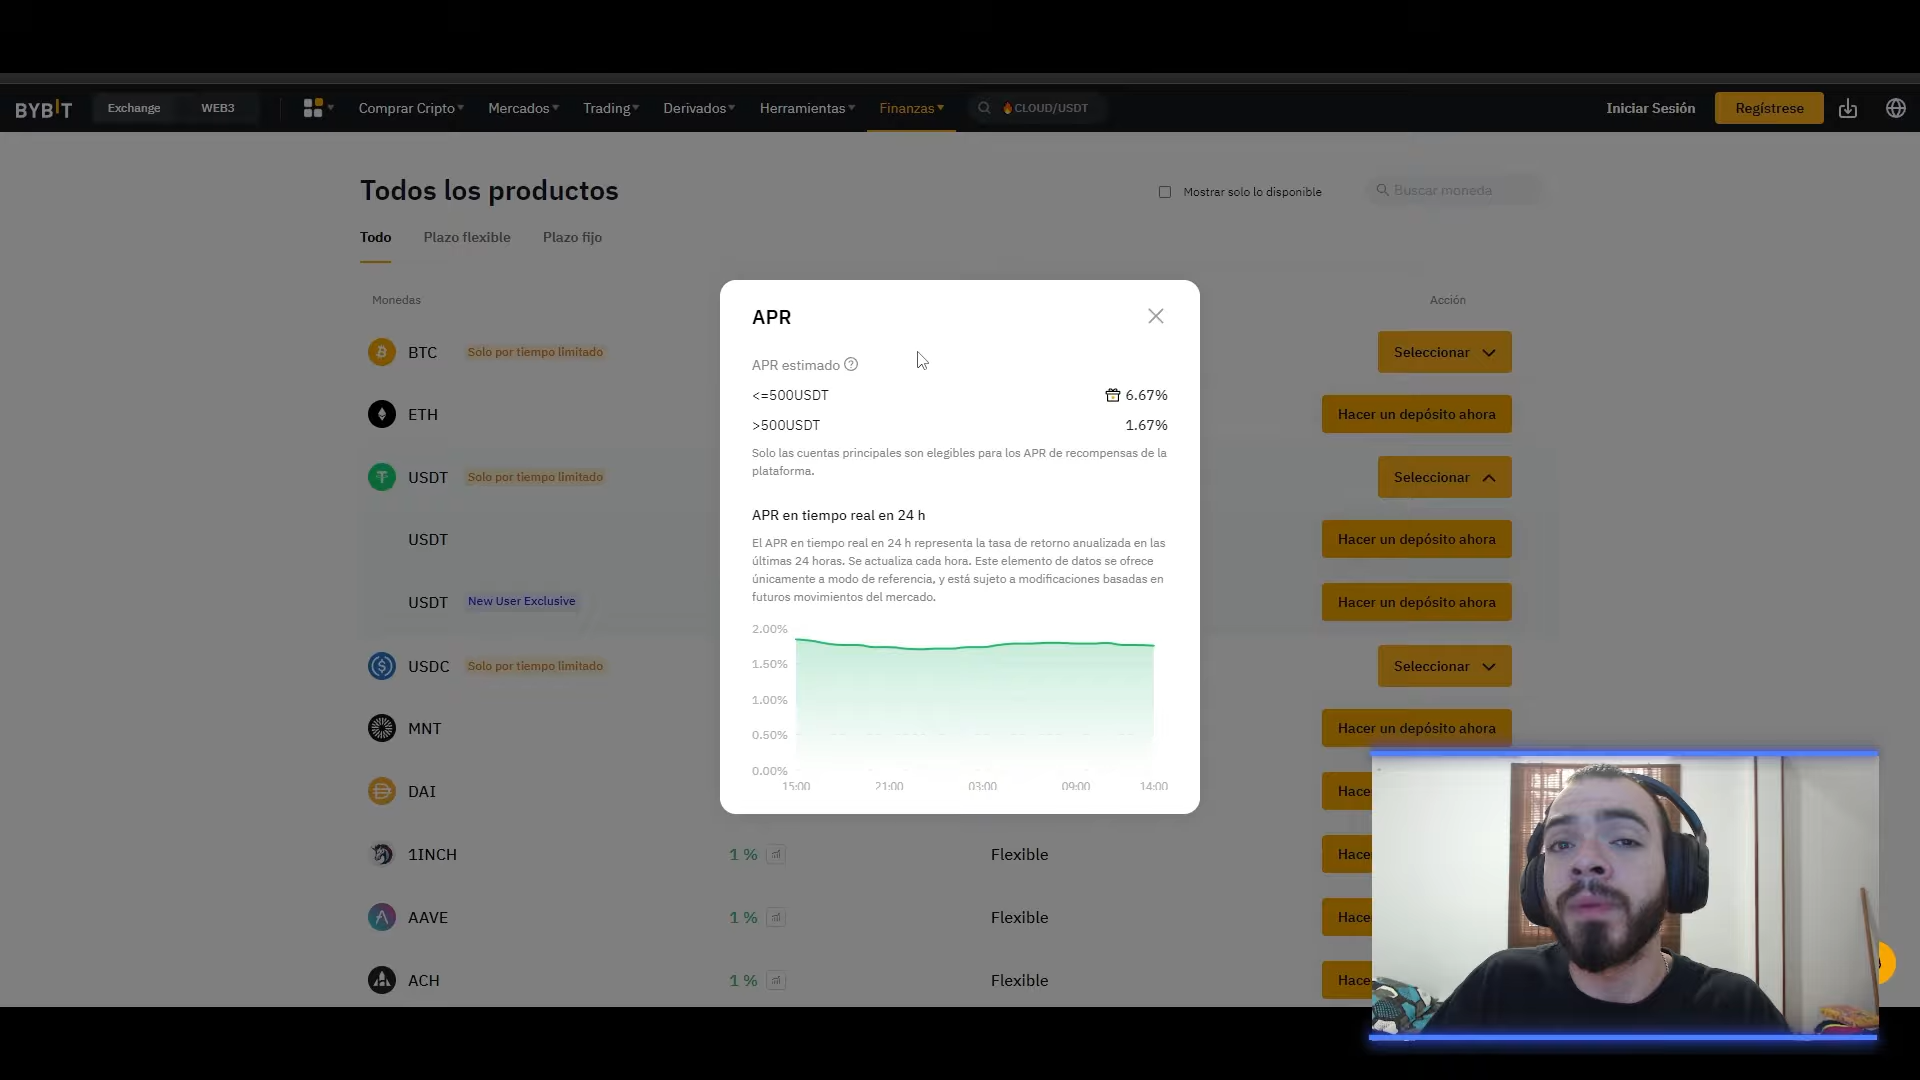 BYBIT
Exchange
WEB3
Comprar Cripto
Mercados
Trading
Derivados
Herramientas
Finanzas
CLOUD/USDT
Iniciar Sesión
Regístrese
Todos los productos
Mostrar solo lo disponible
Buscar moneda
Todo
Plazo flexible
Plazo fijo
Monedas
Acción
BTC
Solo por tiempo limitado
Seleccionar
ETH
Hacer un depósito ahora
USDT
Solo por tiempo limitado
Seleccionar
USDT
Hacer un depósito ahora
USDT
New User Exclusive
Hacer un depósito ahora
USDC
Solo por tiempo limitado
Seleccionar
MNT
Hacer un depósito ahora
DAI
Hace
1INCH
1 %
Flexible
Hace
AAVE
1 %
Flexible
Hace
ACH
1 %
Flexible
Hace
APR
APR estimado
<=500USDT
6.67%
>500USDT
1.67%
Solo las cuentas principales son elegibles para los APR de recompensas de la
plataforma.
APR en tiempo real en 24 h
El APR en tiempo real en 24 h representa la tasa de retorno anualizada en las
últimas 24 horas. Se actualiza cada hora. Este elemento de datos se ofrece
únicamente a modo de referencia, y está sujeto a modificaciones basadas en
futuros movimientos del mercado.
2.00%
1.50%
1.00%
0.50%
0.00%
15:00
21:00
03:00
09:00
14:00